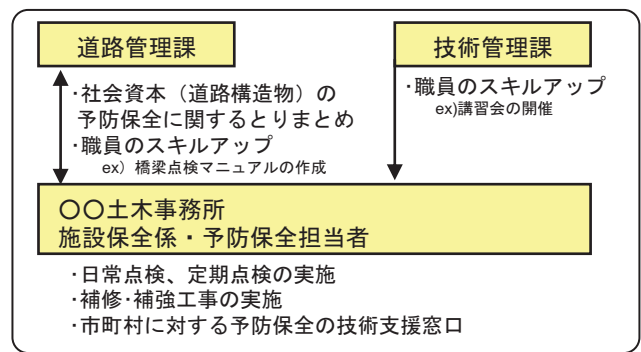 道路管理課
技術管理課
･社会資本（道路構造物）の
予防保全に関するとりまとめ
･職員のスキルアップ
ex）橋梁点検マニュアルの作成
･職員のスキルアップ
ex)講習会の開催
〇〇土木事務所
施設保全係・予防保全担当者
･日常点検、定期点検の実施
･補修･補強工事の実施
･市町村に対する予防保全の技術支援窓口